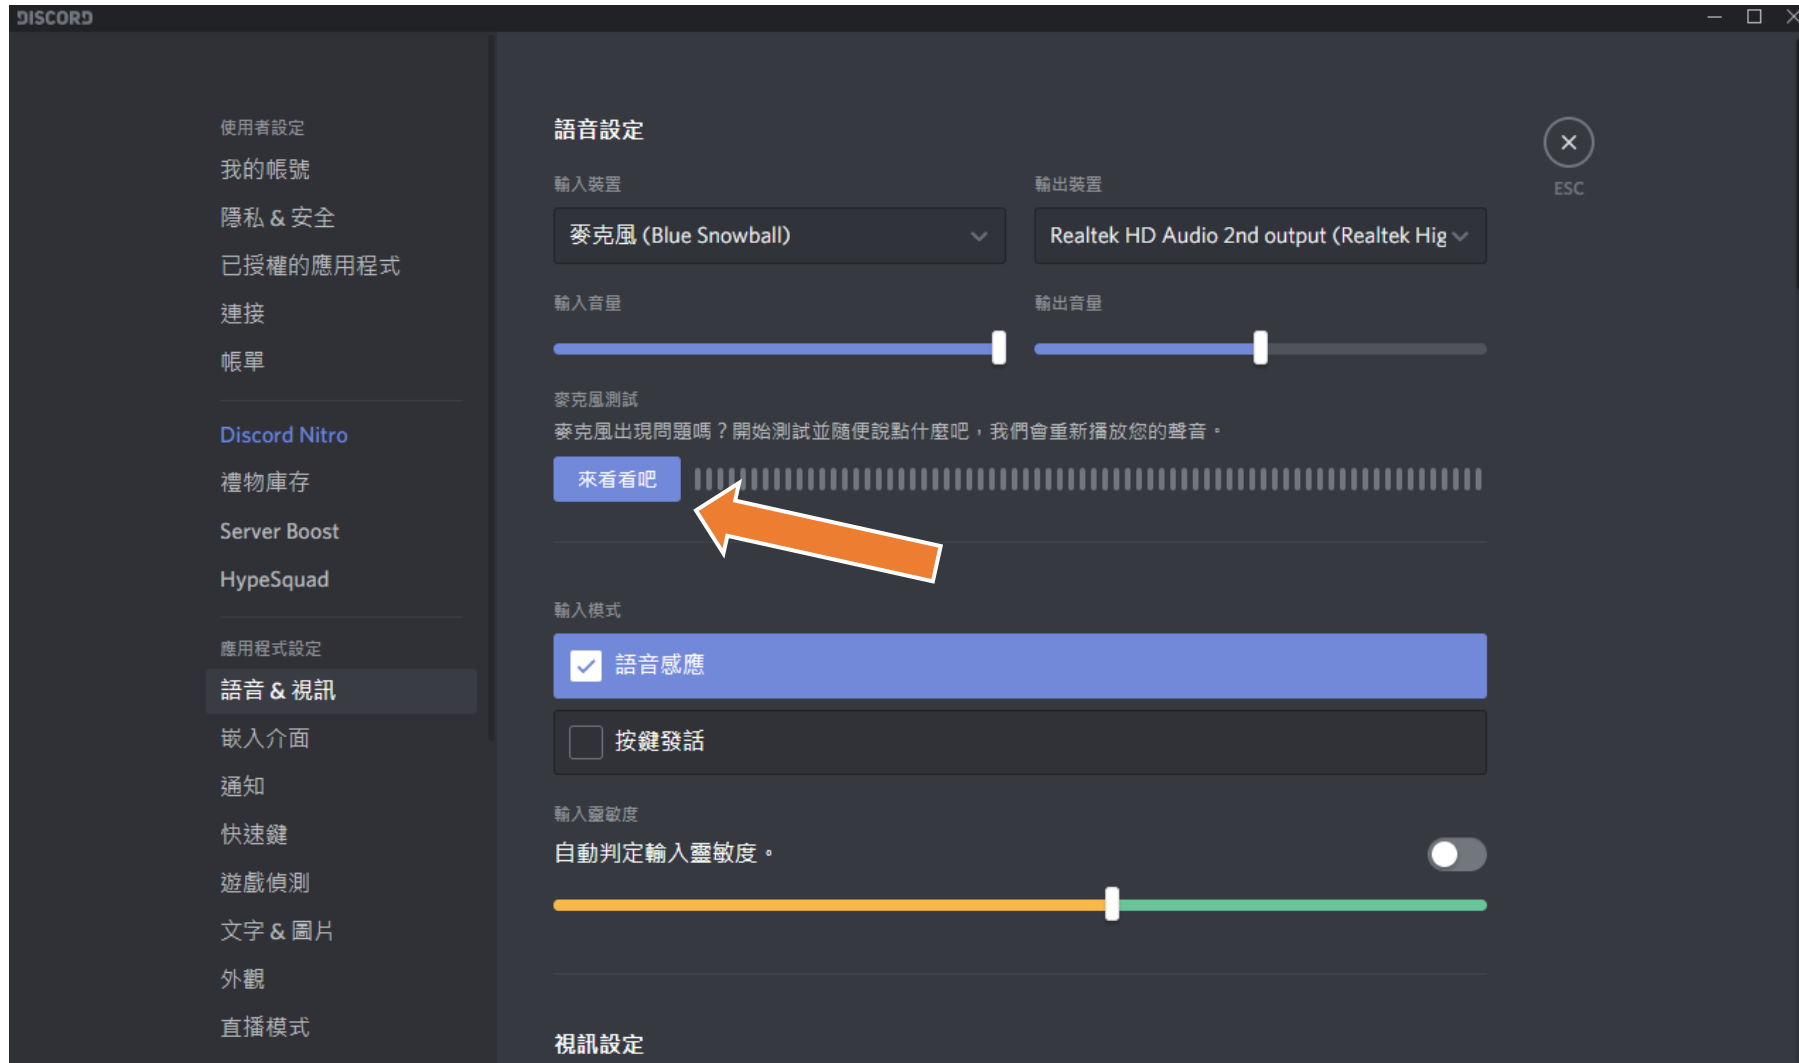 DISCORD
使用者設定
我的帳號
隱私 & 安全
已授權的應用程式
連接
帳單
Discord Nitro
禮物庫存
Server Boost
HypeSquad
應用程式設定
語音 & 視訊
嵌入介面
通知
快速鍵
遊戲偵測
文字 & 圖片
外觀
直播模式
語音設定
輸入裝置
輸出裝置
麥克風 (Blue Snowball)
Realtek HD Audio 2nd output (Realtek Hig
輸入音量
輸出音量
麥克風測試
麥克風出現問題嗎？開始測試並隨便說點什麼吧，我們會重新播放您的聲音。
來看看吧
輸入模式
語音感應
按鍵發話
輸入靈敏度
自動判定輸入靈敏度。
視訊設定
ESC